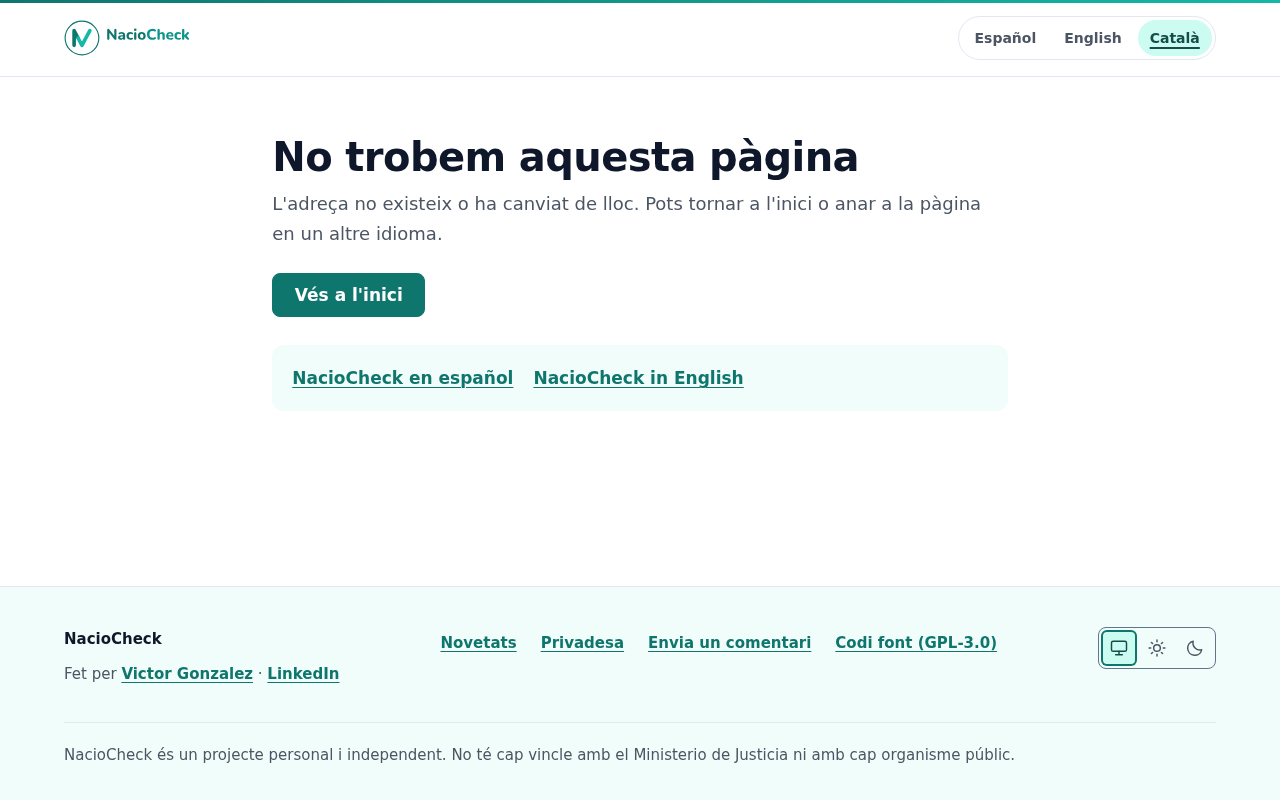 NacioCheck
Español English Català
No trobem aquesta pàgina
L'adreça no existeix o ha canviat de lloc. Pots tornar a l'inici o anar a la pàgina
en un altre idioma.
Vés a l'inici
NacioCheck en español NacioCheck in English
NacioCheck
Fet per Victor Gonzalez · LinkedIn
Novetats Privadesa Envia un comentari Codi font (GPL-3.0)
NacioCheck és un projecte personal i independent. No té cap vincle amb el Ministerio de Justicia ni amb cap organisme públic.